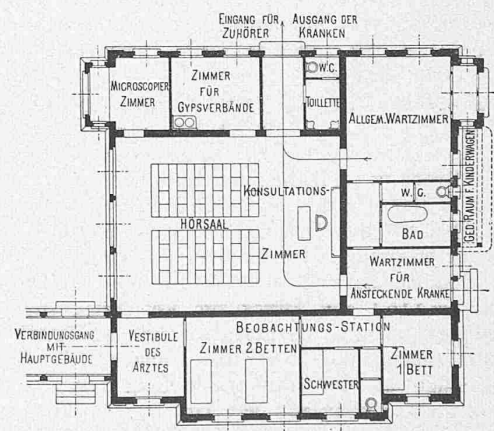 EINGANG FÜR
ZUHÖRER
AUSGANG DER
KRANKEN
MICROSCOPIER
ZIMMER
ZIMMER
FÜR
GYPSVERBÄNDE
W.C.
TOILLETTE
ALLGEM. WARTZIMMER
GED. RAUM F. KINDERWAGEN
KONSULTATIONS-
ZIMMER
HÖRSAAL
W. G.
BAD
WARTZIMMER
FÜR
ANSTECKENDE KRANKE
VERBINDUNGSGANG
MIT
HAUPTGEBÄUDE
VESTIBULE
DES
ARZTES
BEOBACHTUNGS-STATION
ZIMMER 2 BETTEN
SCHWESTER
ZIMMER
1 BETT